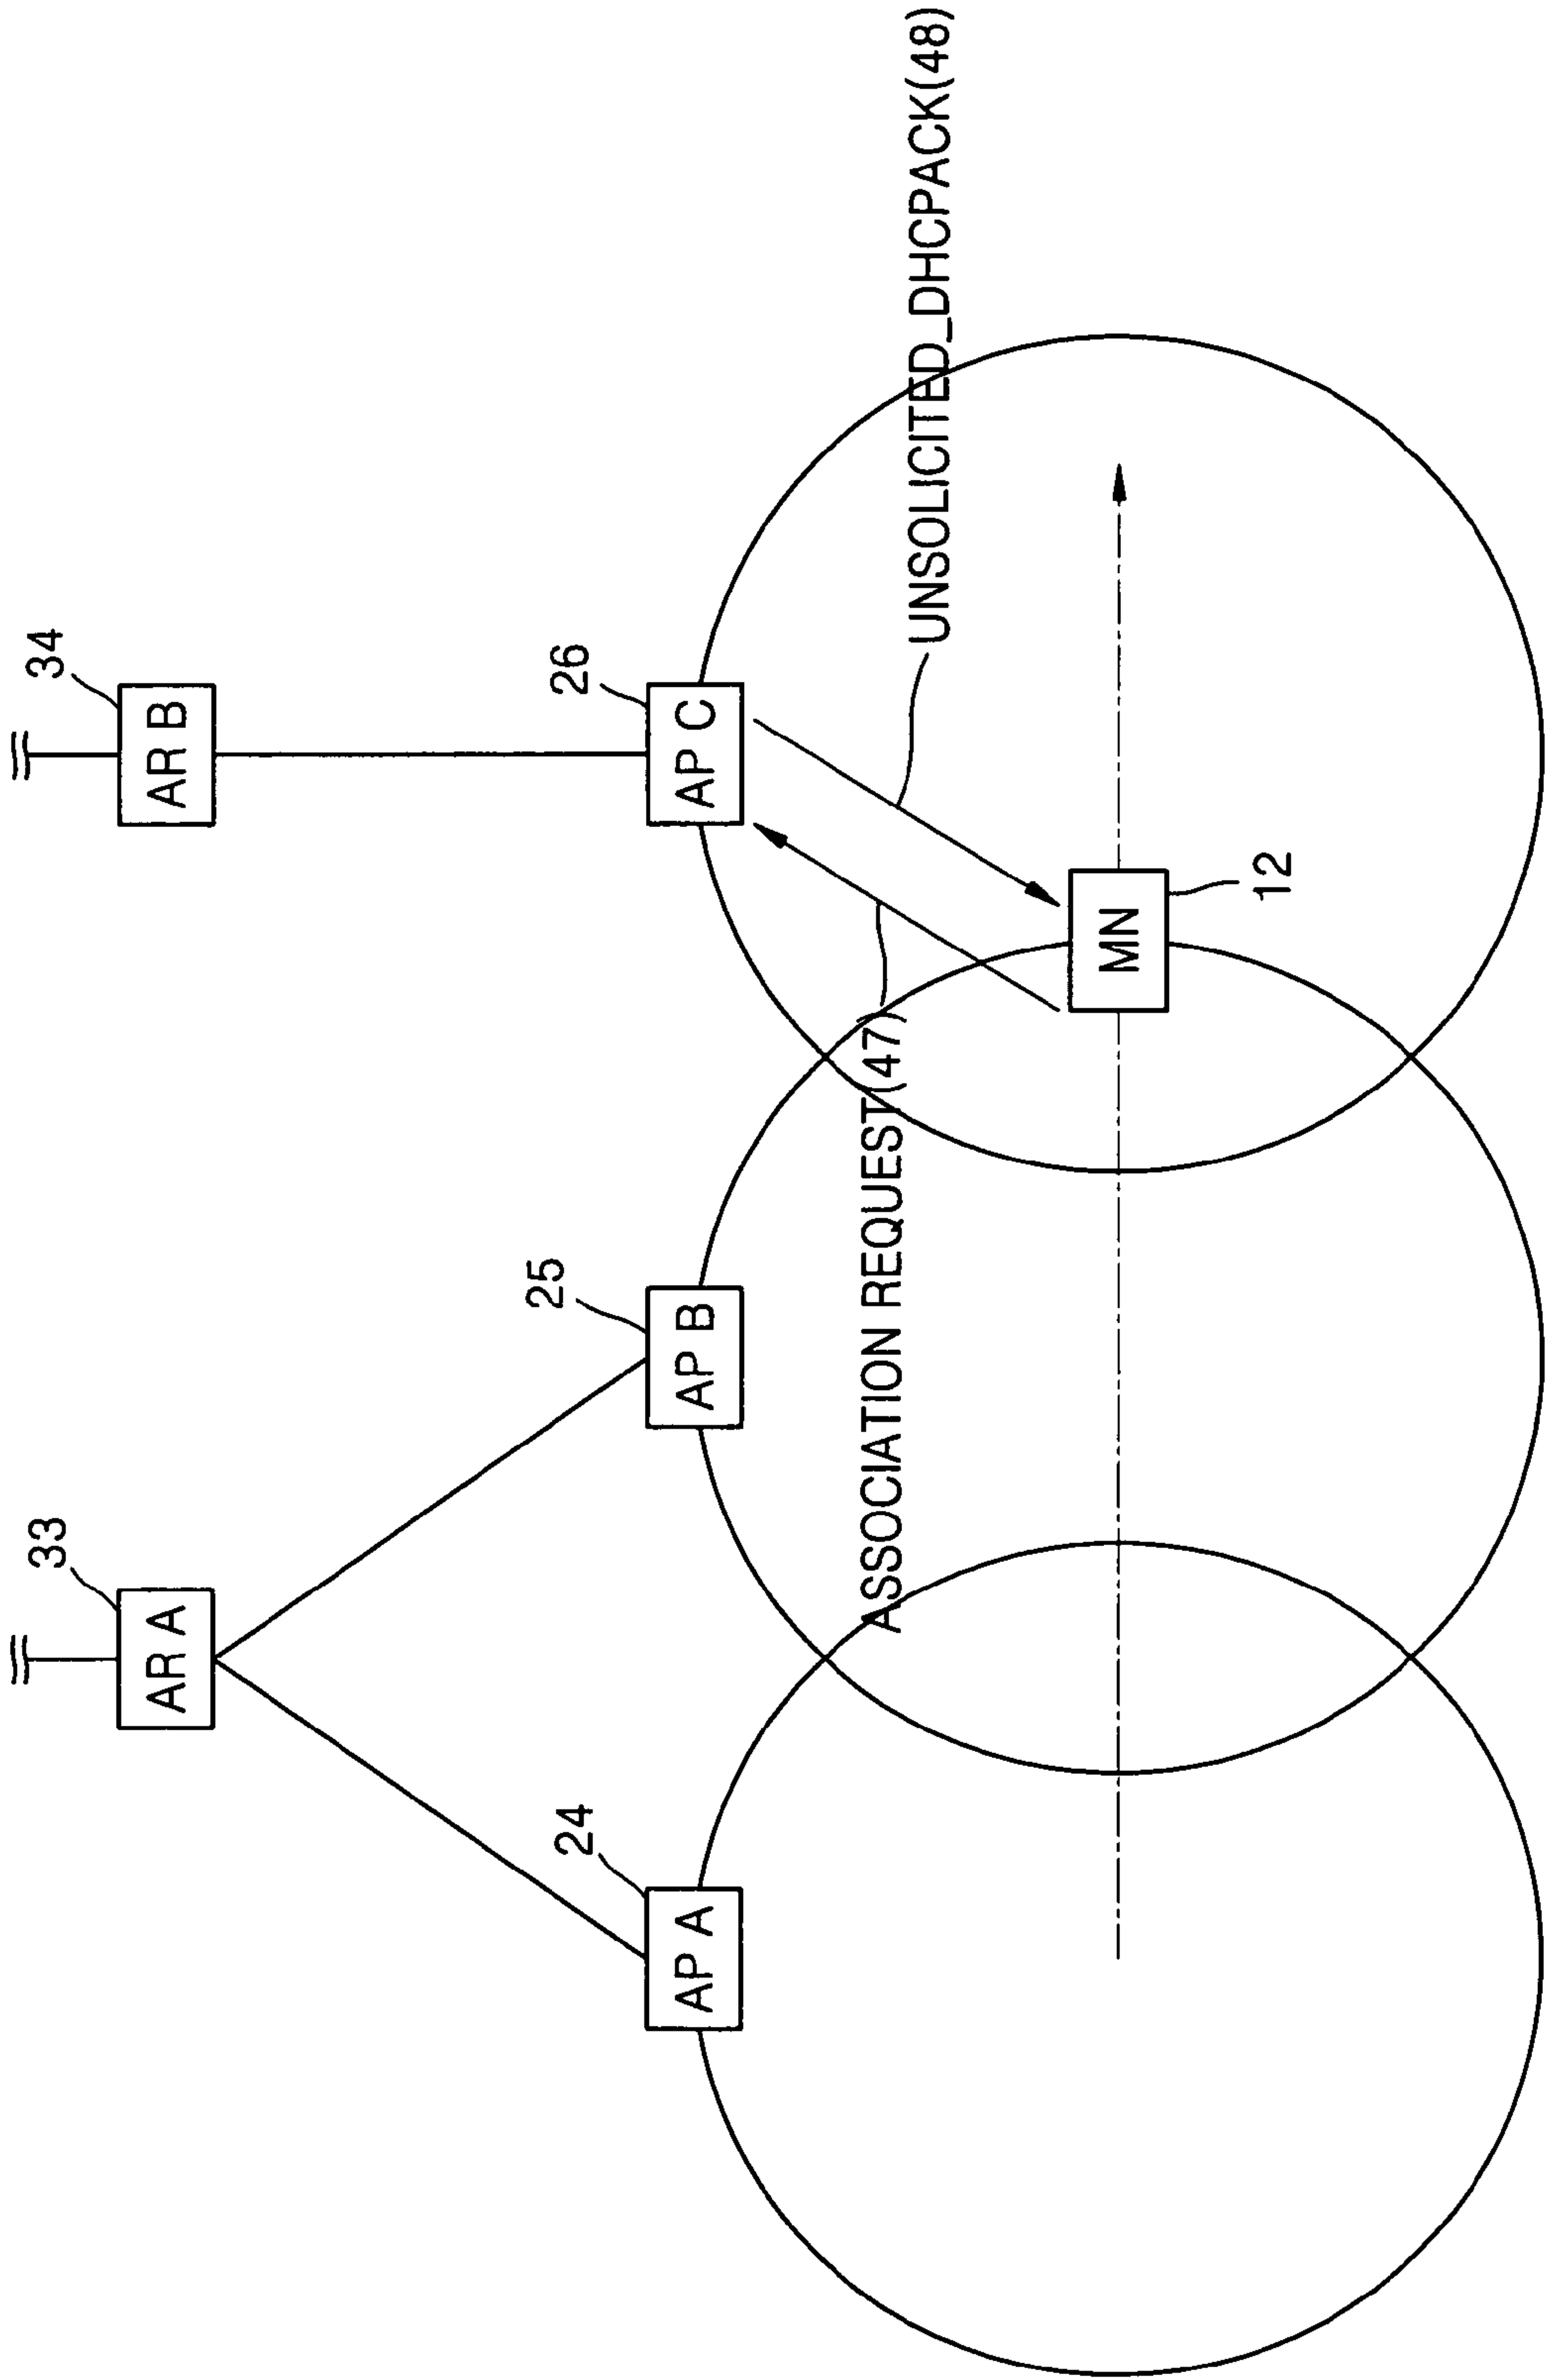 33
34
AR A
AR B
24
25
26
AP A
AP B
AP C
ASSOCIATION REQUEST(47)
UNSOLICITED_DHCPACK(48)
MN
12